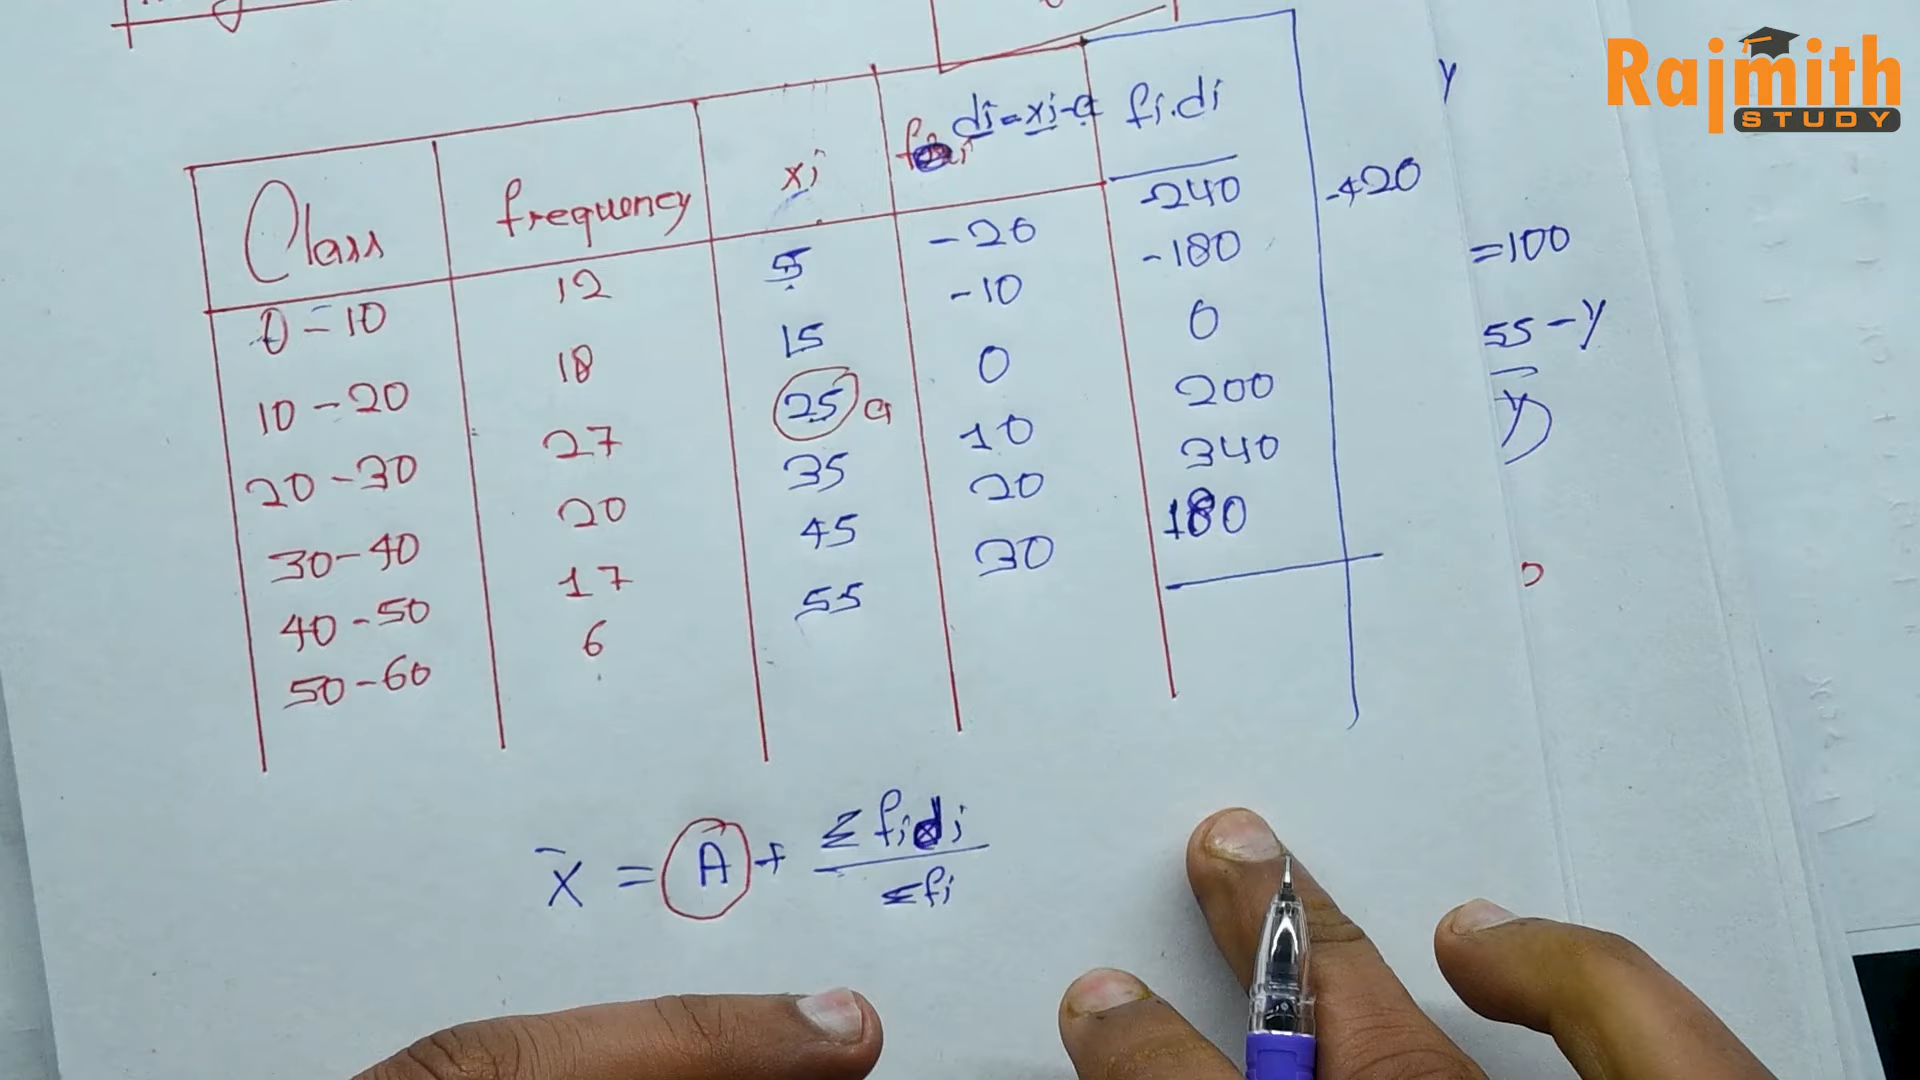 Rajmith
STUDY
Class frequency xi di=xi-a fi.di
0=10 12 5 -20 -240
10-20 18 15 -10 -180
20-30 27 25 a 0 0
30-40 20 35 10 200
40-50 17 45 20 340
50-60 6 55 30 180
-420
y
=100
55-y
y
x̄ = A + Σfidi
Σfi